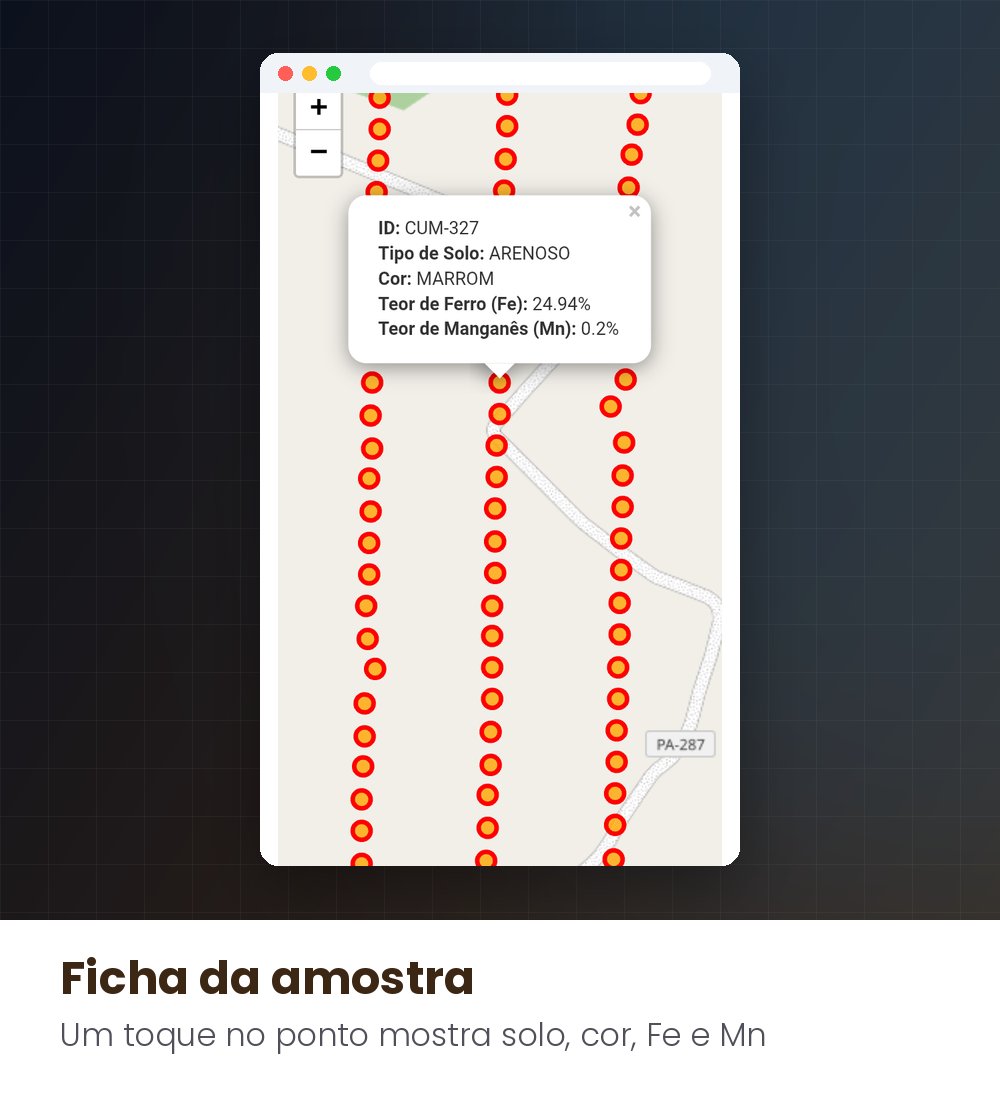 +
−
×
ID: CUM-327
Tipo de Solo: ARENOSO
Cor: MARROM
Teor de Ferro (Fe): 24.94%
Teor de Manganês (Mn): 0.2%
PA-287
Ficha da amostra
Um toque no ponto mostra solo, cor, Fe e Mn